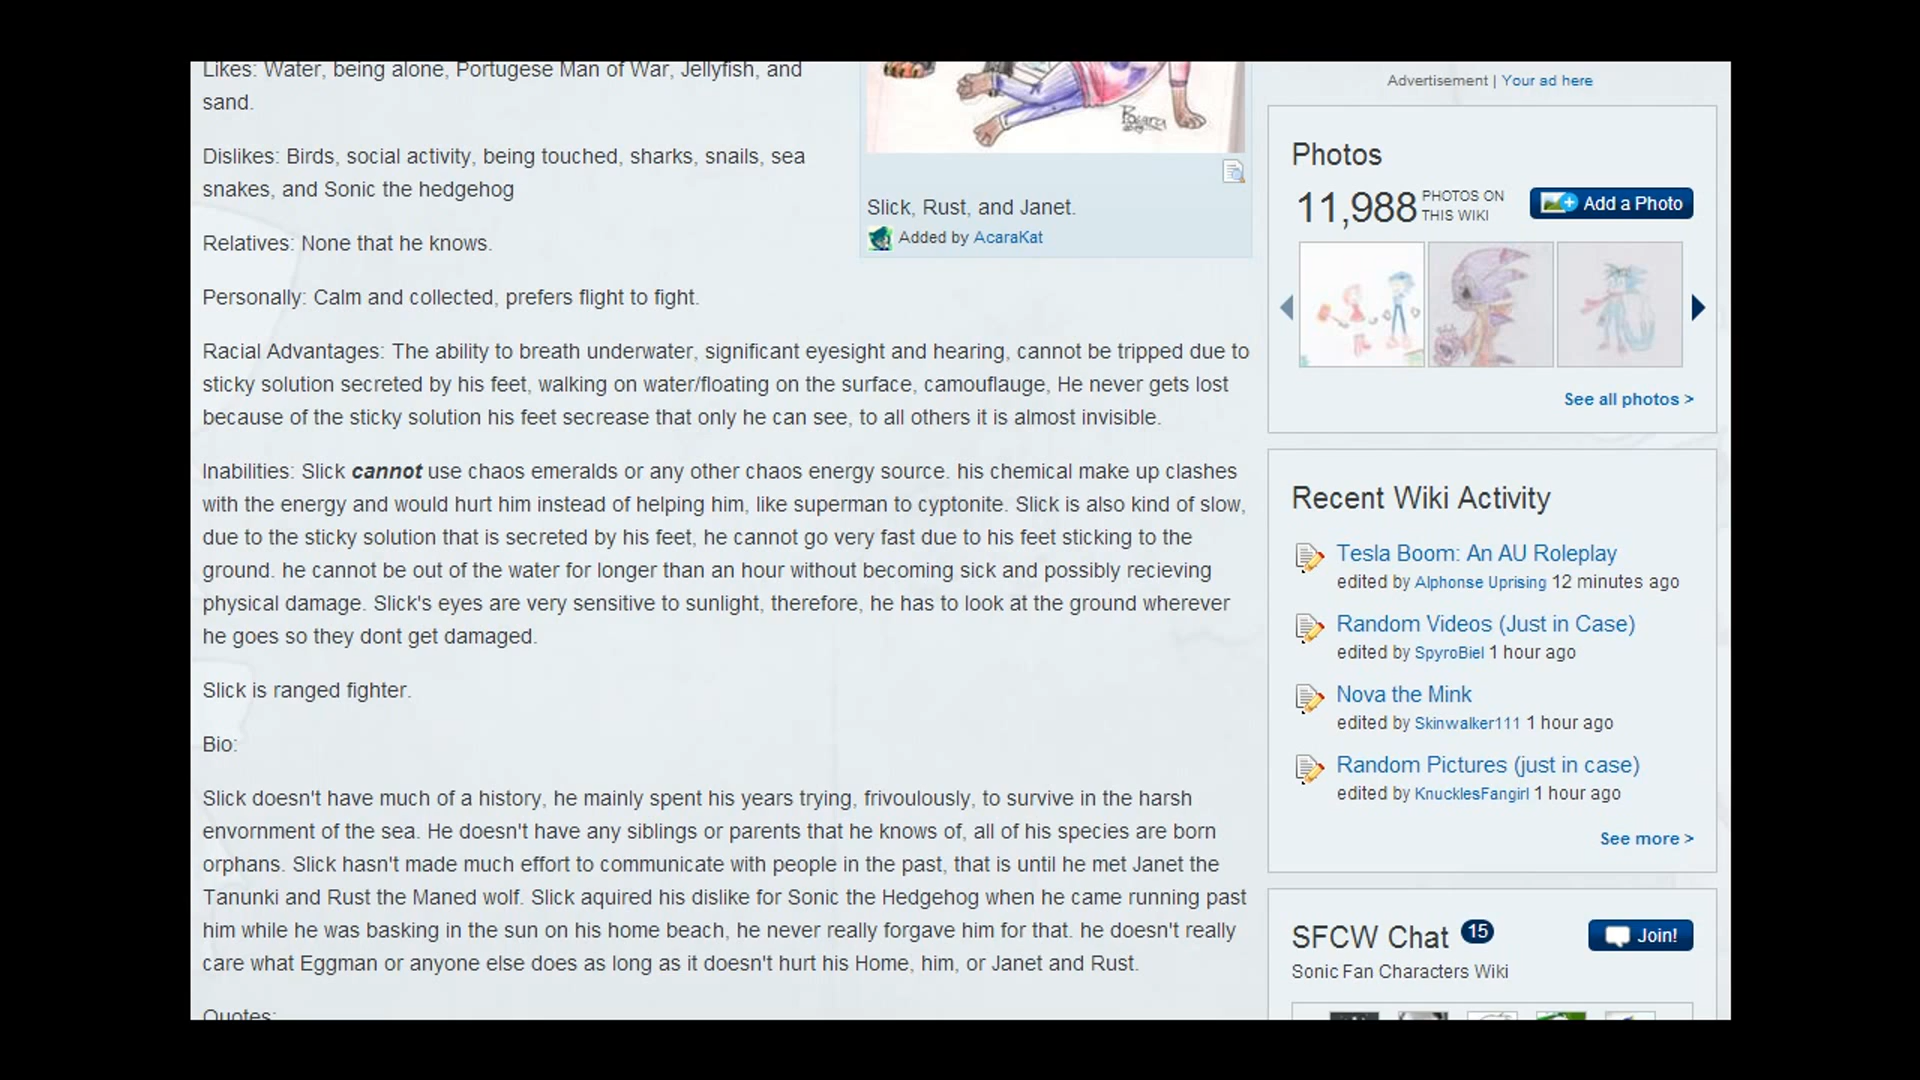 Likes: Water, being alone, Portugese Man of War, Jellyfish, and
sand.
Dislikes: Birds, social activity, being touched, sharks, snails, sea
snakes, and Sonic the hedgehog
Relatives: None that he knows.
Personally: Calm and collected, prefers flight to fight.
Slick, Rust, and Janet.
Added by AcaraKat
Racial Advantages: The ability to breath underwater, significant eyesight and hearing, cannot be tripped due to
sticky solution secreted by his feet, walking on water/floating on the surface, camouflauge, He never gets lost
because of the sticky solution his feet secrease that only he can see, to all others it is almost invisible.
Inabilities: Slick cannot use chaos emeralds or any other chaos energy source. his chemical make up clashes
with the energy and would hurt him instead of helping him, like superman to cyptonite. Slick is also kind of slow,
due to the sticky solution that is secreted by his feet, he cannot go very fast due to his feet sticking to the
ground. he cannot be out of the water for longer than an hour without becoming sick and possibly recieving
physical damage. Slick's eyes are very sensitive to sunlight, therefore, he has to look at the ground wherever
he goes so they dont get damaged.
Slick is ranged fighter.
Bio:
Slick doesn't have much of a history, he mainly spent his years trying, frivoulously, to survive in the harsh
envornment of the sea. He doesn't have any siblings or parents that he knows of, all of his species are born
orphans. Slick hasn't made much effort to communicate with people in the past, that is until he met Janet the
Tanunki and Rust the Maned wolf. Slick aquired his dislike for Sonic the Hedgehog when he came running past
him while he was basking in the sun on his home beach, he never really forgave him for that. he doesn't really
care what Eggman or anyone else does as long as it doesn't hurt his Home, him, or Janet and Rust.
Quotes:
Advertisement | Your ad here
Photos
11,988 PHOTOS ON
THIS WIKI
Add a Photo
See all photos >
Recent Wiki Activity
Tesla Boom: An AU Roleplay
edited by Alphonse Uprising 12 minutes ago
Random Videos (Just in Case)
edited by SpyroBiel 1 hour ago
Nova the Mink
edited by Skinwalker111 1 hour ago
Random Pictures (just in case)
edited by KnucklesFangirl 1 hour ago
See more >
SFCW Chat 15
Join!
Sonic Fan Characters Wiki